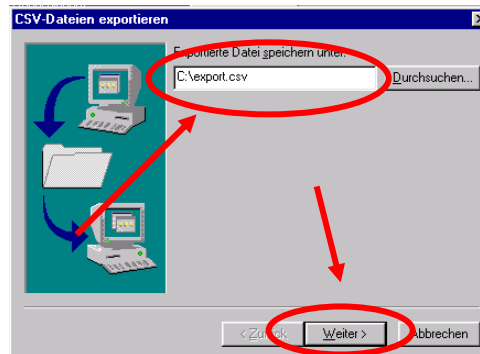 CSV-Dateien exportieren
Exportierte Datei speichern unter:
C:\export.csv
Durchsuchen...
< Zurück
Weiter >
Abbrechen